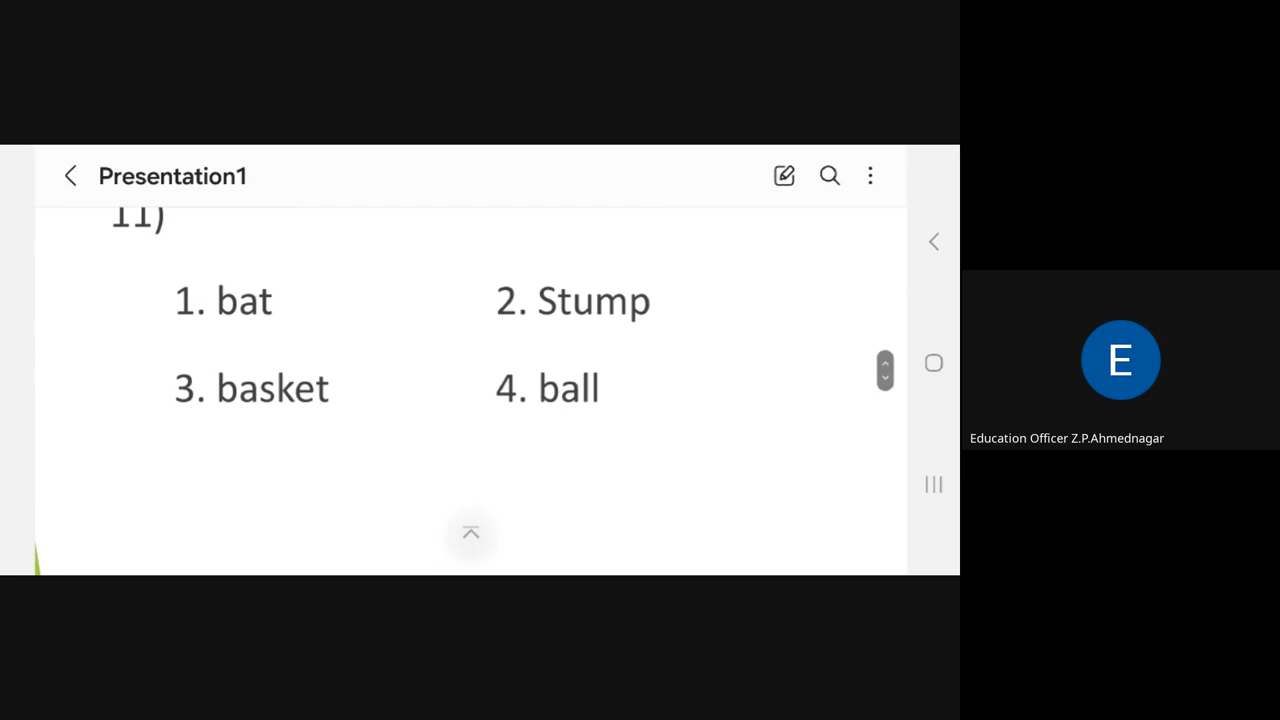 Presentation1
11)
1. bat 2. Stump
3. basket 4. ball
E
Education Officer Z.P.Ahmednagar